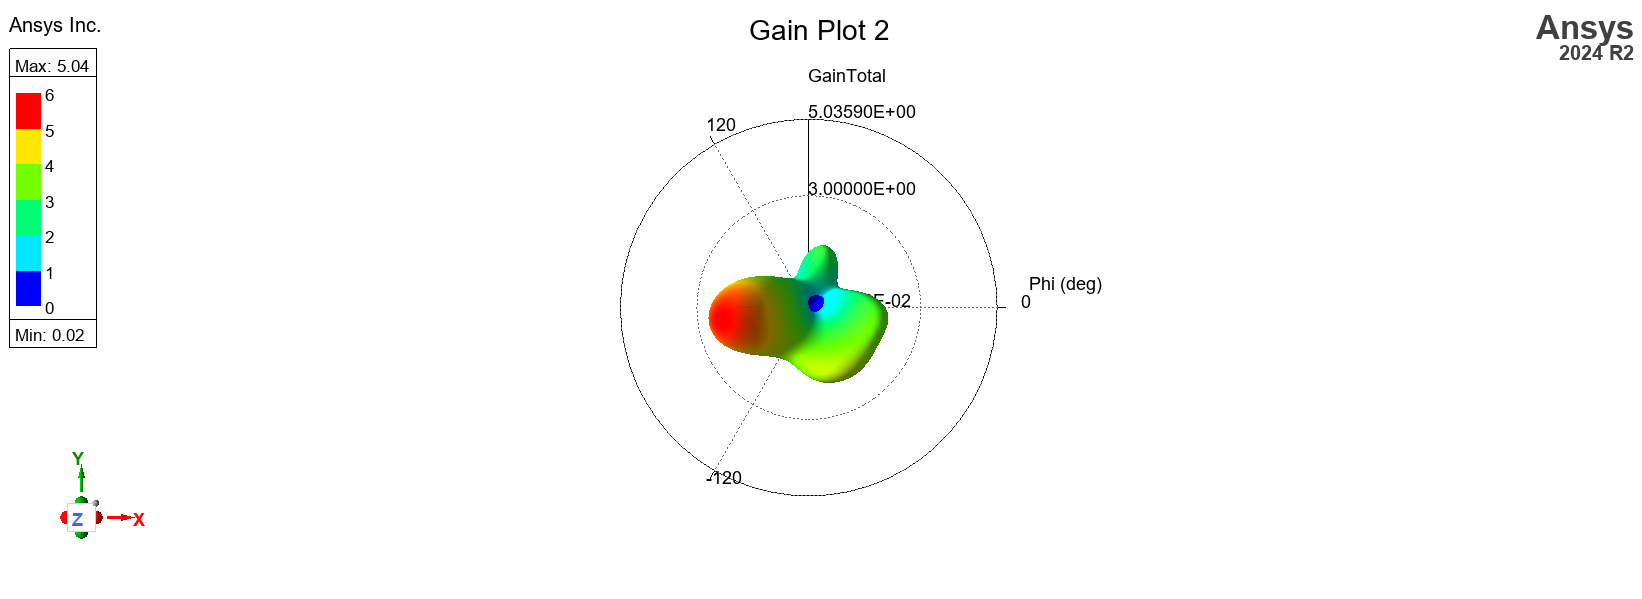 Ansys Inc.
Gain Plot 2
Ansys
2024 R2
Max: 5.04
6
5
4
3
2
1
0
Min: 0.02
GainTotal
5.03590E+00
120
3.00000E+00
Phi (deg)
E-02
0
-120
Y
Z
X